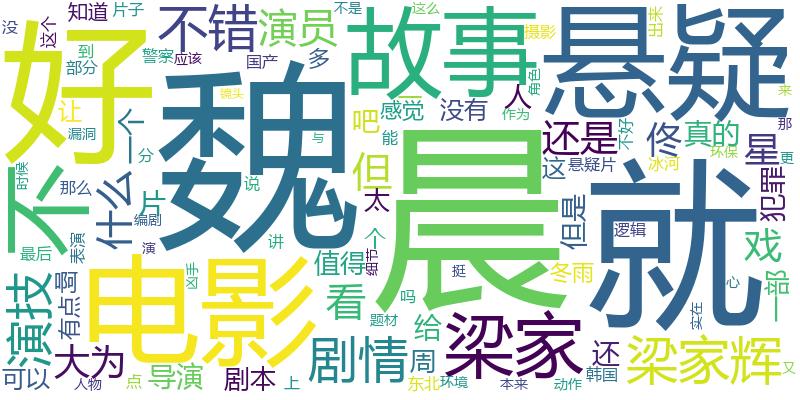 没
这个
知道
片子
不是
这么
摄影
出来
来
不错
演员
国产
警察
应该
多
故事
悬疑
好
到
部分
让
漏洞
一个
分
吧
感觉
没有
人
角色
作为
镜头
与
能
魏
晨
就
不
什么
时候
那么
片
说
编剧
演
讲
但
太
还是
佟
真的
那
更
不好
这
悬疑片
冰河
环保
星
犯罪
但是
逻辑
最后
表演
凶手
个
细节
值得
冬雨
戏
一部
演技
有点
电影
看
吗
挺
心
实在
题材
给
梁家
还
梁家辉
大为
可以
人物
点
导演
剧本
上
剧情
周
东北
环境
本来
动作
韩国
又